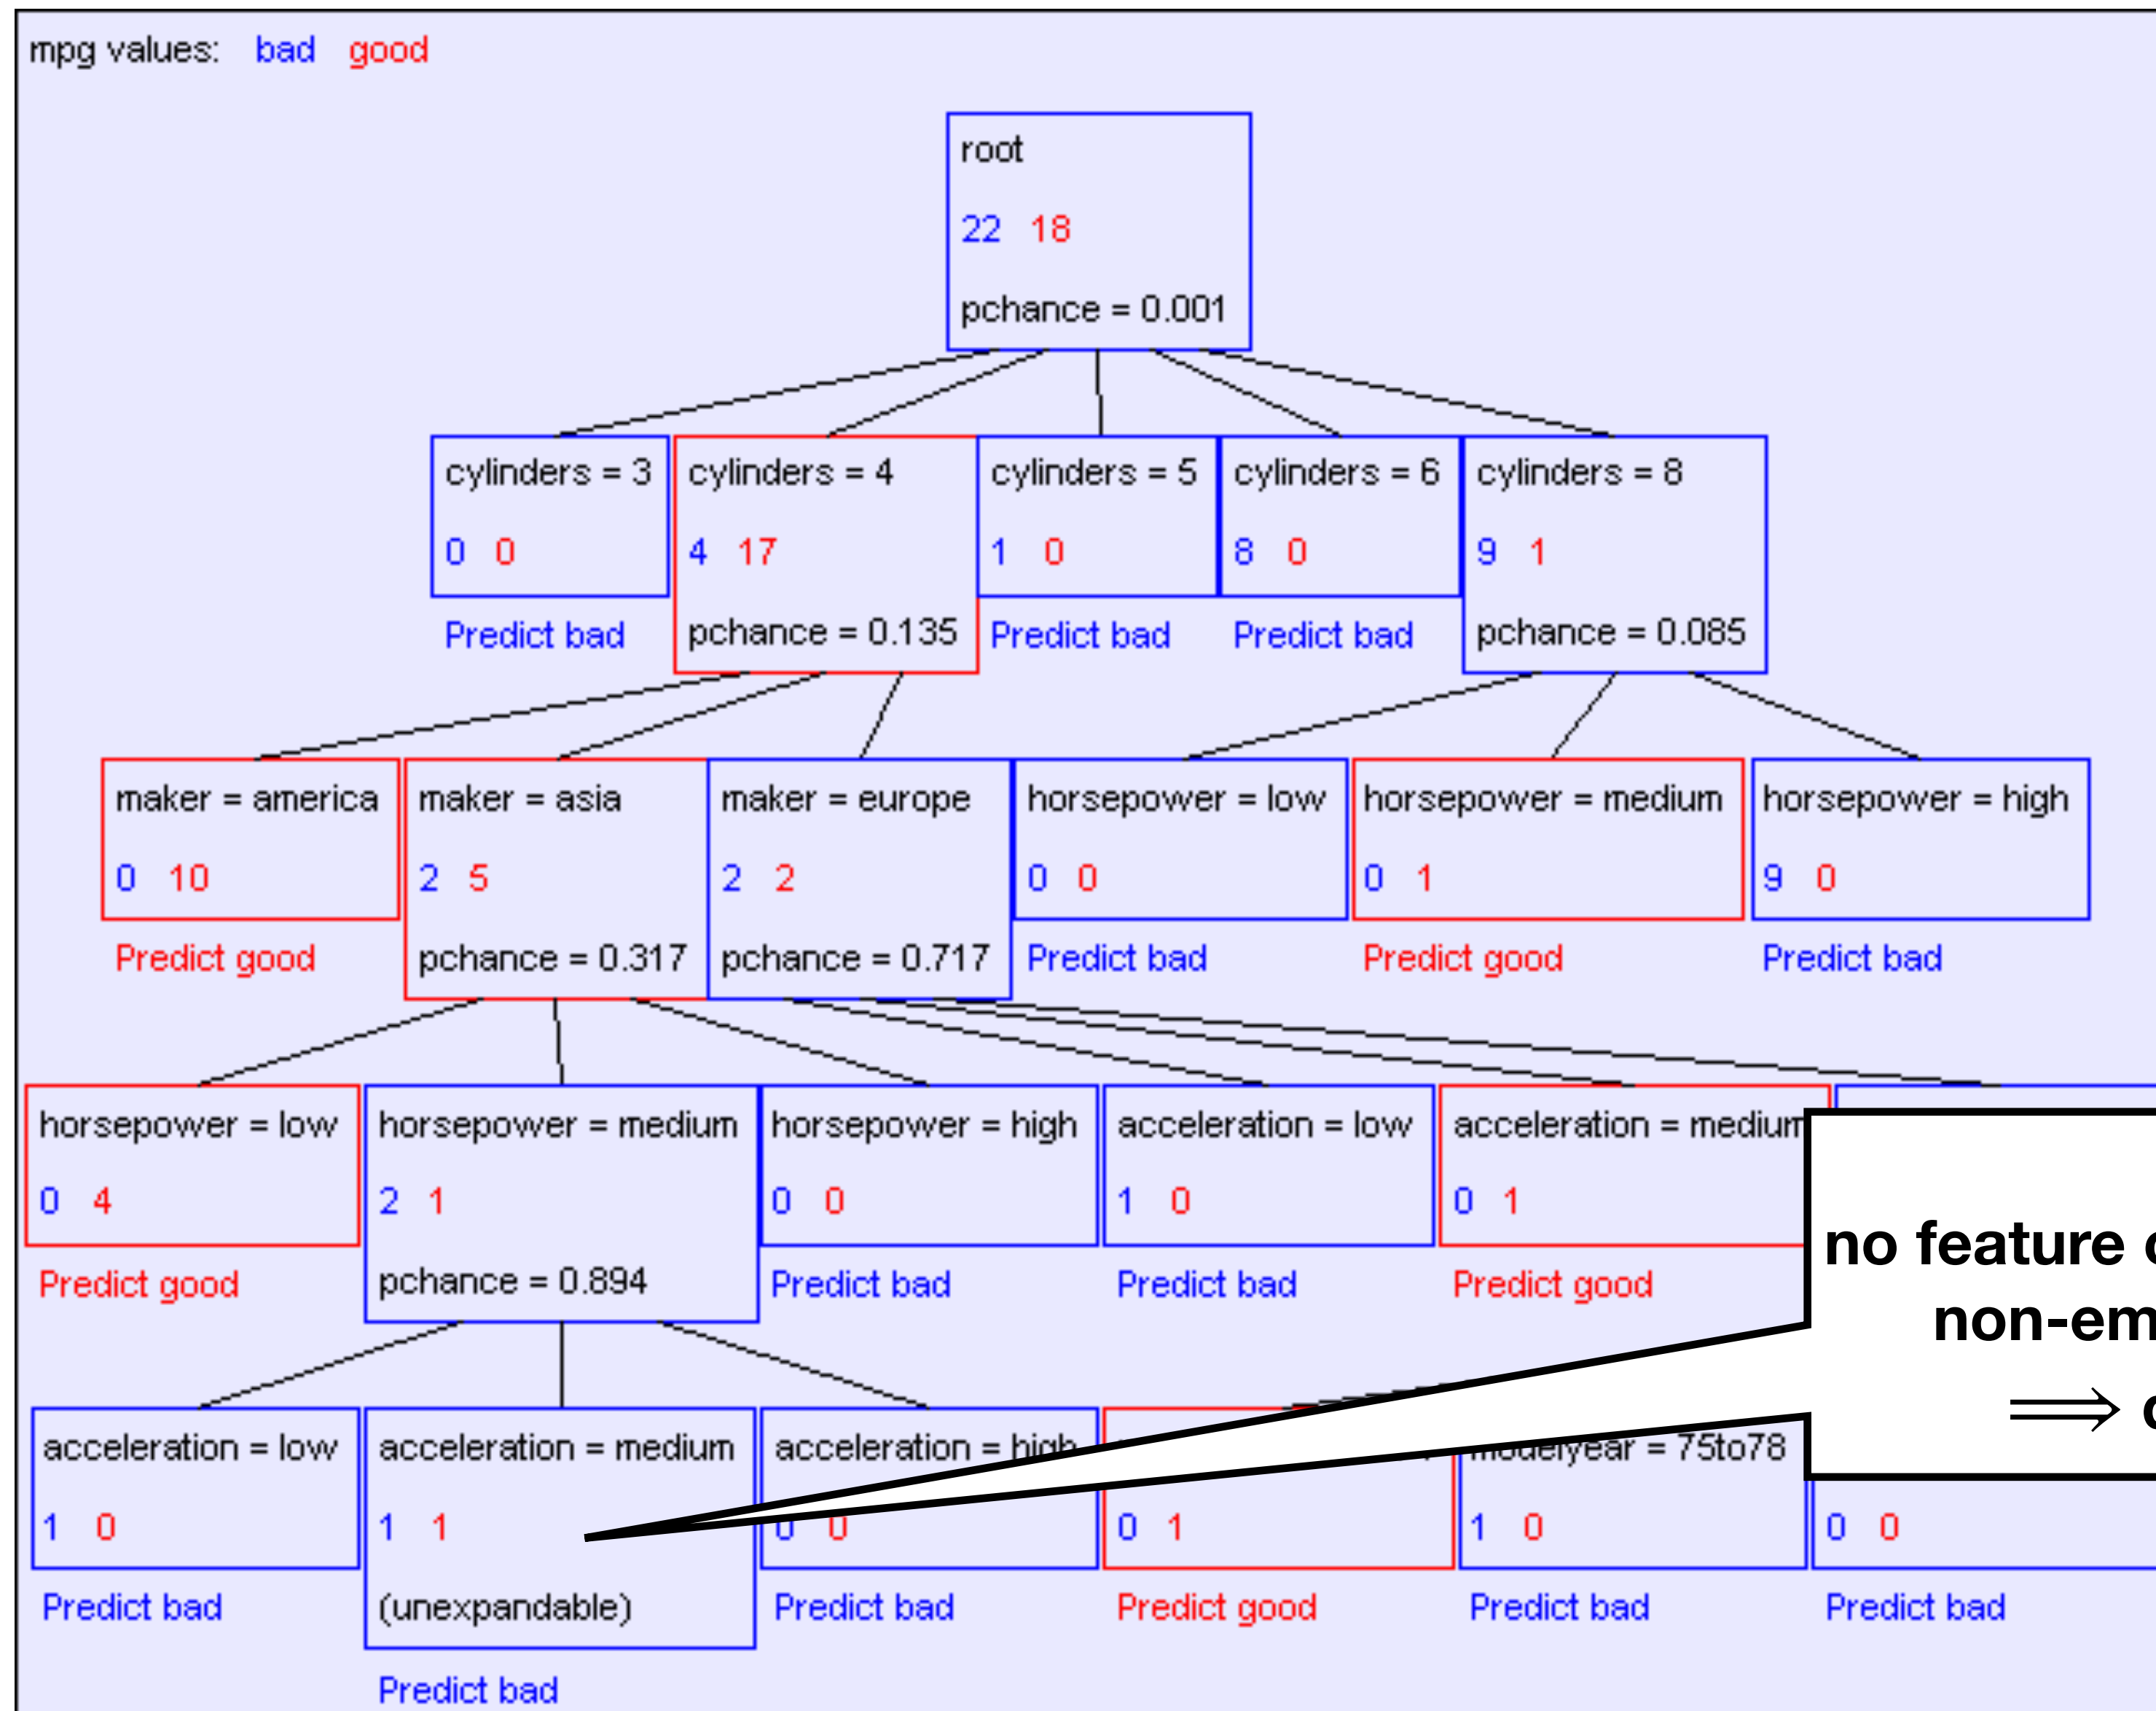 mpg values: bad good
root
22 18
pchance = 0.001
cylinders = 3 cylinders = 4 cylinders = 5 cylinders = 6 cylinders = 8
0 0 4 17 1 0 8 0 9 1
Predict bad pchance = 0.135 Predict bad Predict bad pchance = 0.085
maker = america maker = asia maker = europe horsepower = low horsepower = medium horsepower = high
0 10 2 5 2 2 0 0 0 1 9 0
Predict good pchance = 0.317 pchance = 0.717 Predict bad Predict good Predict bad
horsepower = low horsepower = medium horsepower = high acceleration = low acceleration = medium
0 4 2 1 0 0 1 0 0 1
no feature
Predict good pchance = 0.894 Predict bad Predict bad Predict good
non-em
⟹
acceleration = low acceleration = medium acceleration = high modelyear = 75to78
1 0 1 1 0 0 0 1 1 0 0 0
Predict bad (unexpandable) Predict bad Predict good Predict bad Predict bad
Predict bad